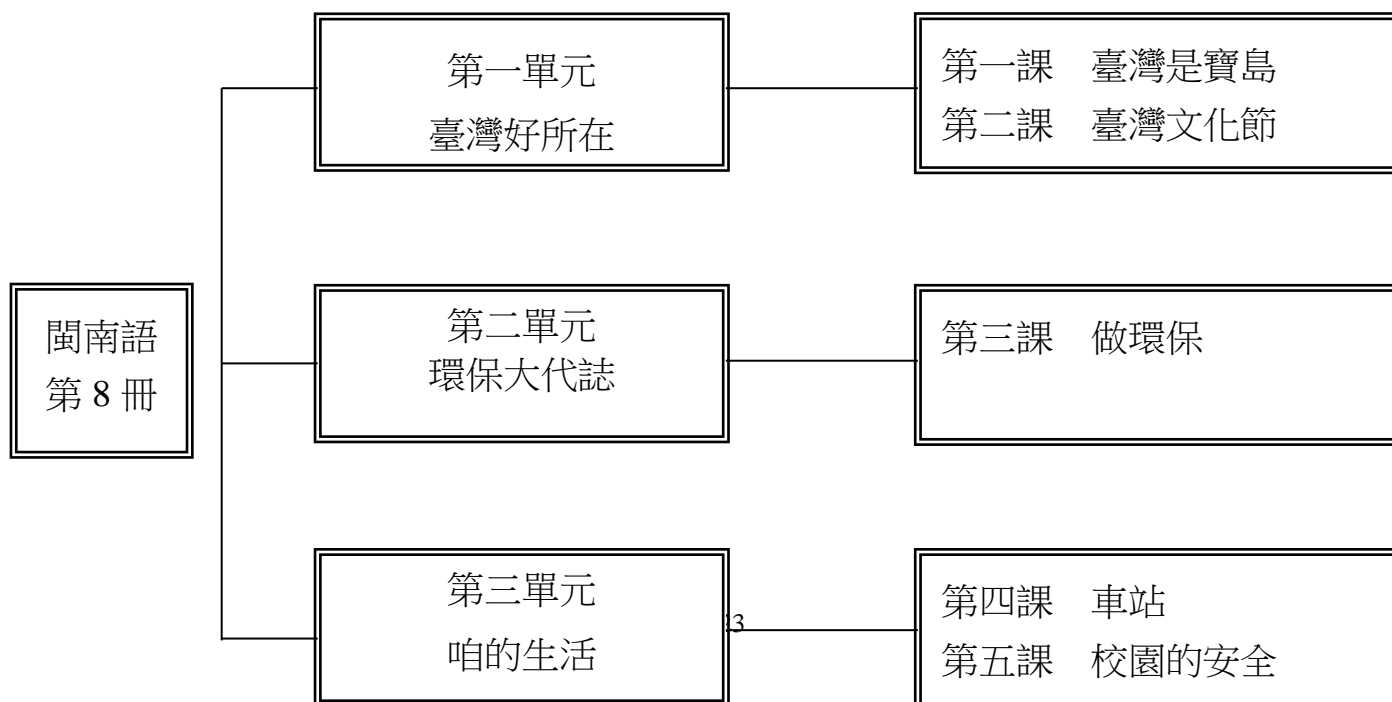 閩南語
第 8 冊
第一單元
臺灣好所在
第一課　臺灣是寶島
第二課　臺灣文化節
第二單元
環保大代誌
第三課　做環保
第三單元
咱的生活
第四課　車站
第五課　校園的安全